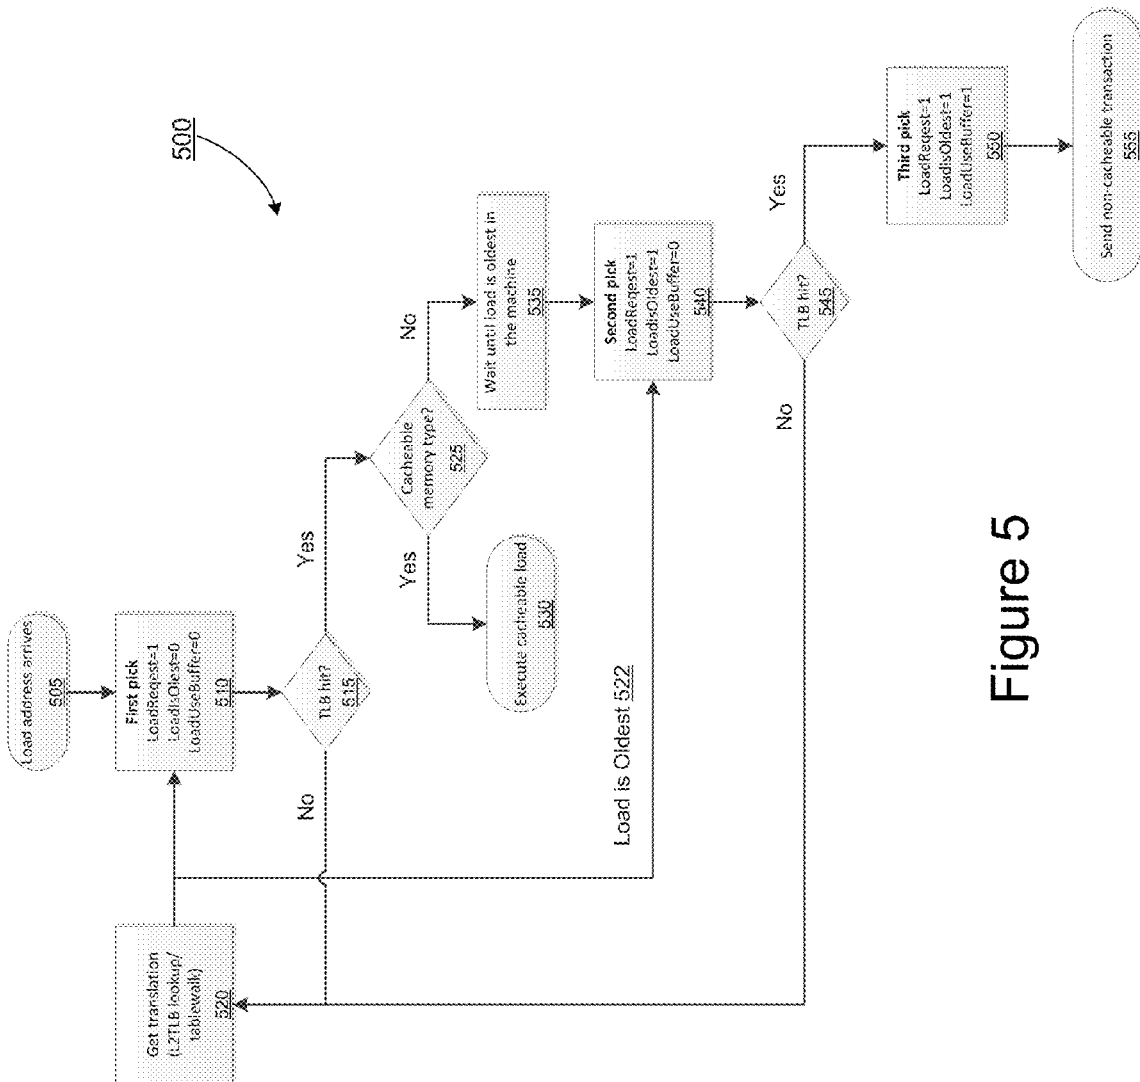 500
Load address arrives
505
First pick
LoadReqest=1
LoadIsOlest=0
LoadUseBuffer=0
510
Get translation
(L2TLB lookup/
tablewalk)
520
TLB hit?
515
No
Yes
Cacheable
memory type?
525
Yes
No
Execute cacheable load
530
Wait until load is oldest in
the machine
535
Load is Oldest 522
Second pick
LoadReqest=1
LoadIsOldest=1
LoadUseBuffer=0
540
TLB hit?
545
No
Yes
Third pick
LoadReqest=1
LoadIsOldest=1
LoadUseBuffer=1
550
Send non-cacheable transaction
555
Figure 5